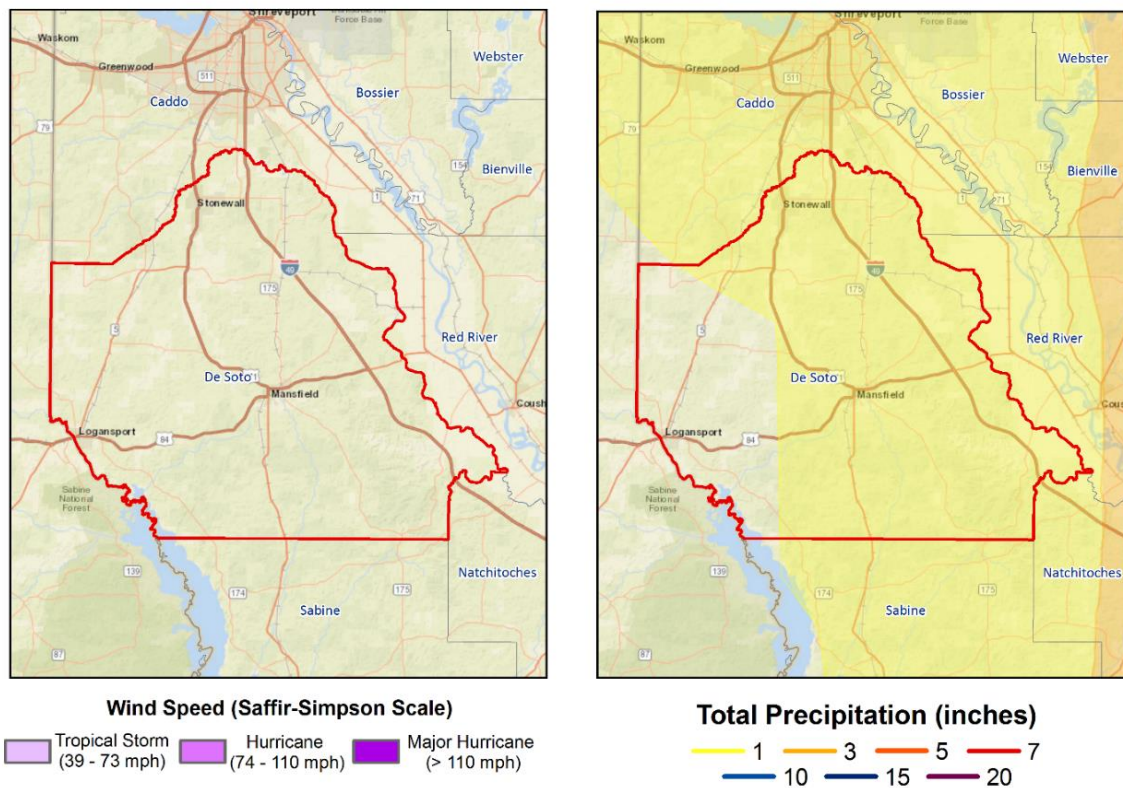 Shreveport
Force Base
Waskom
Greenwood
Webster
511
Caddo
Bossier
79
154
Bienville
1
71
Stonewall
49
175
5
Red River
De Soto
71
Mansfield
Coush
Logansport
84
Sabine
National
Forest
Natchitoches
139
174
175
Sabine
87
Wind Speed (Saffir-Simpson Scale)
Tropical Storm
(39 - 73 mph)
Hurricane
(74 - 110 mph)
Major Hurricane
(> 110 mph)
Shreveport
Force Base
Waskom
Greenwood
Webster
511
Caddo
Bossier
79
154
Bienville
1
71
Stonewall
49
175
5
Red River
De Soto
71
Mansfield
Logansport
84
Sabine
National
Forest
Natchitoches
139
174
175
Sabine
87
Total Precipitation (inches)
1 3 5 7
10 15 20